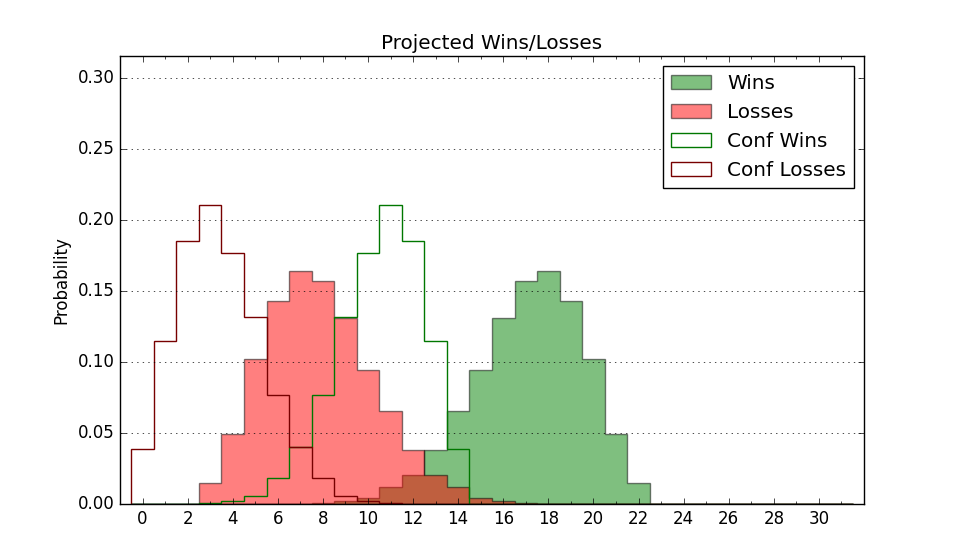 Projected Wins/Losses
Probability
0.30
0.25
0.20
0.15
0.10
0.05
0.00
0 2 4 6 8 10 12 14 16 18 20 22 24 26 28 30
Wins
Losses
Conf Wins
Conf Losses